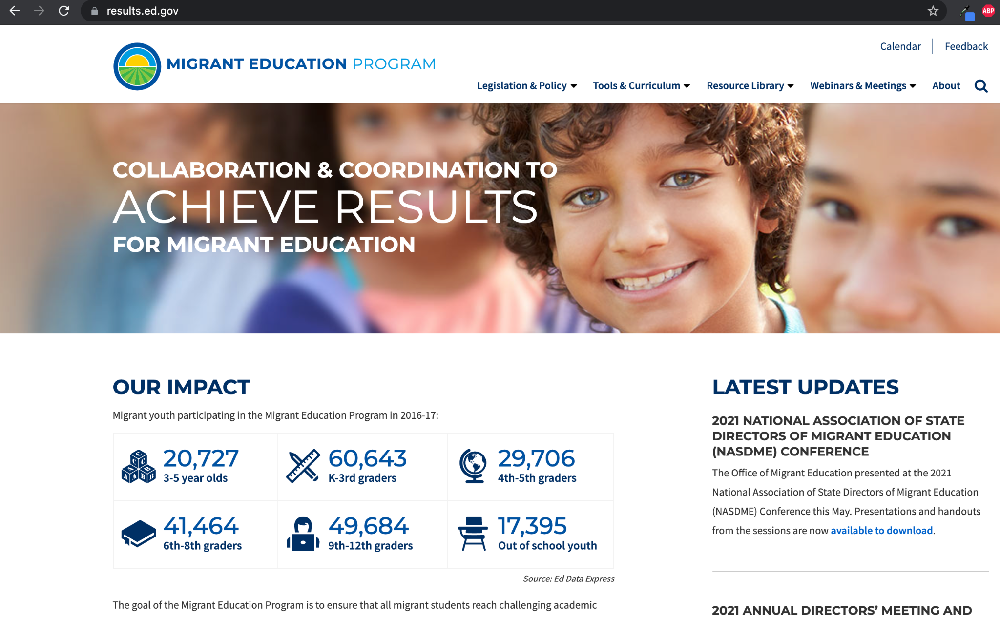 results.ed.gov
ABP
Calendar
Feedback
MIGRANT EDUCATION PROGRAM
Legislation & Policy
Tools & Curriculum
Resource Library
Webinars & Meetings
About
COLLABORATION & COORDINATION TO
ACHIEVE RESULTS
FOR MIGRANT EDUCATION
OUR IMPACT
Migrant youth participating in the Migrant Education Program in 2016-17:
20,727
3-5 year olds
60,643
K-3rd graders
29,706
4th-5th graders
41,464
6th-8th graders
49,684
9th-12th graders
17,395
Out of school youth
Source: Ed Data Express
The goal of the Migrant Education Program is to ensure that all migrant students reach challenging academic
LATEST UPDATES
2021 NATIONAL ASSOCIATION OF STATE
DIRECTORS OF MIGRANT EDUCATION
(NASDME) CONFERENCE
The Office of Migrant Education presented at the 2021
National Association of State Directors of Migrant Education
(NASDME) Conference this May. Presentations and handouts
from the sessions are now available to download.
2021 ANNUAL DIRECTORS’ MEETING AND